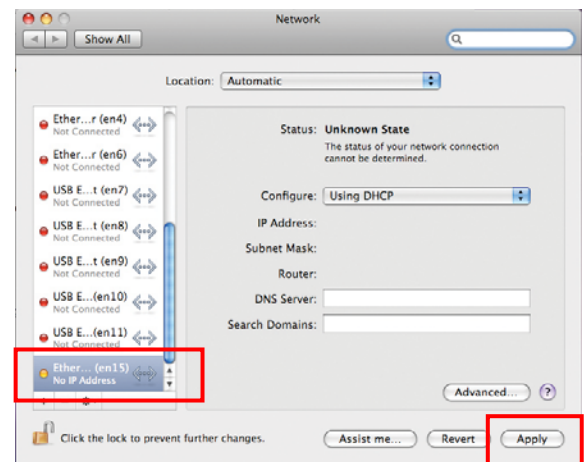 Network
Show All
Location: Automatic
Ether...r (en4)
Not Connected
Ether...r (en6)
Not Connected
USB E...t (en7)
Not Connected
USB E...t (en8)
Not Connected
USB E...t (en9)
Not Connected
USB E...(en10)
Not Connected
USB E...(en11)
Not Connected
Ether... (en15)
No IP Address
Status: Unknown State
The status of your network connection
cannot be determined.
Configure: Using DHCP
IP Address:
Subnet Mask:
Router:
DNS Server:
Search Domains:
Advanced... ?
Click the lock to prevent further changes.
Assist me... Revert Apply